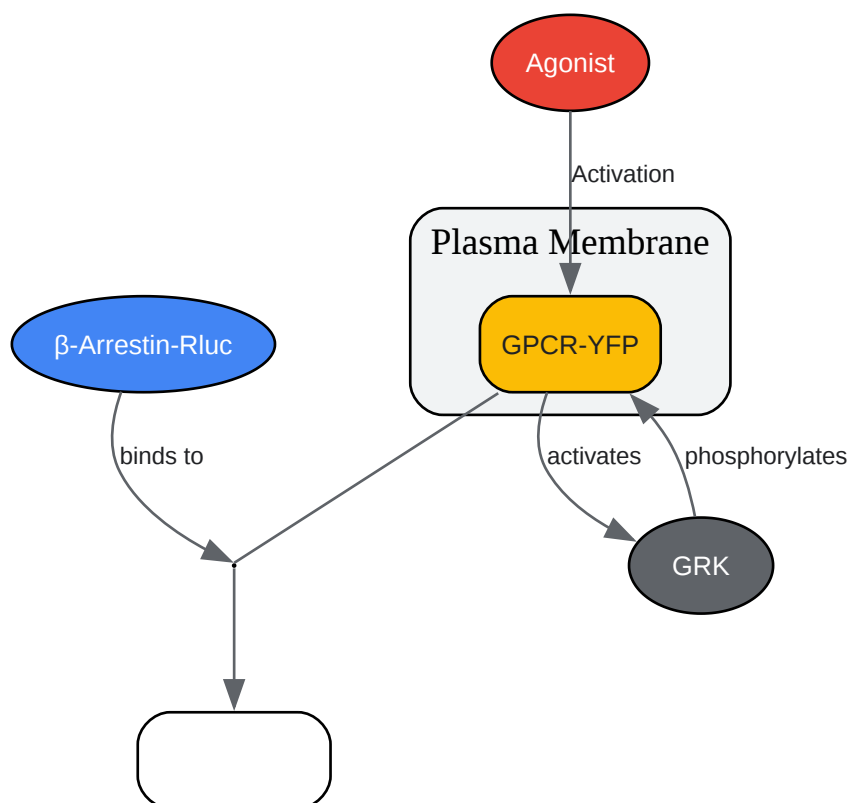 Agonist
Activation
Plasma Membrane
β-Arrestin-Rluc
GPCR-YFP
binds to
activates
phosphorylates
GRK